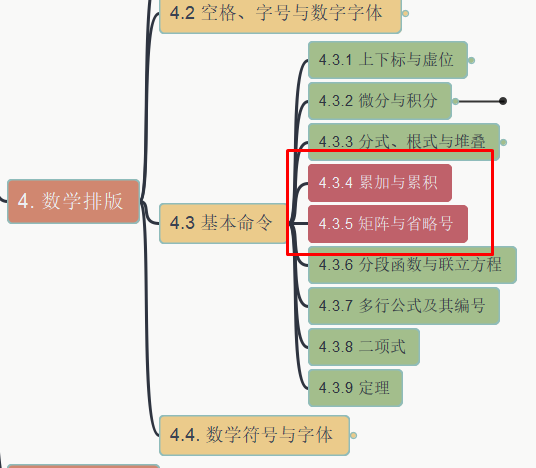 4.2 空格、字号与数字字体
4.3.1 上下标与虚位
4.3.2 微分与积分
4.3.3 分式、根式与堆叠
4. 数学排版
4.3 基本命令
4.3.4 累加与累积
4.3.5 矩阵与省略号
4.3.6 分段函数与联立方程
4.3.7 多行公式及其编号
4.3.8 二项式
4.3.9 定理
4.4. 数学符号与字体